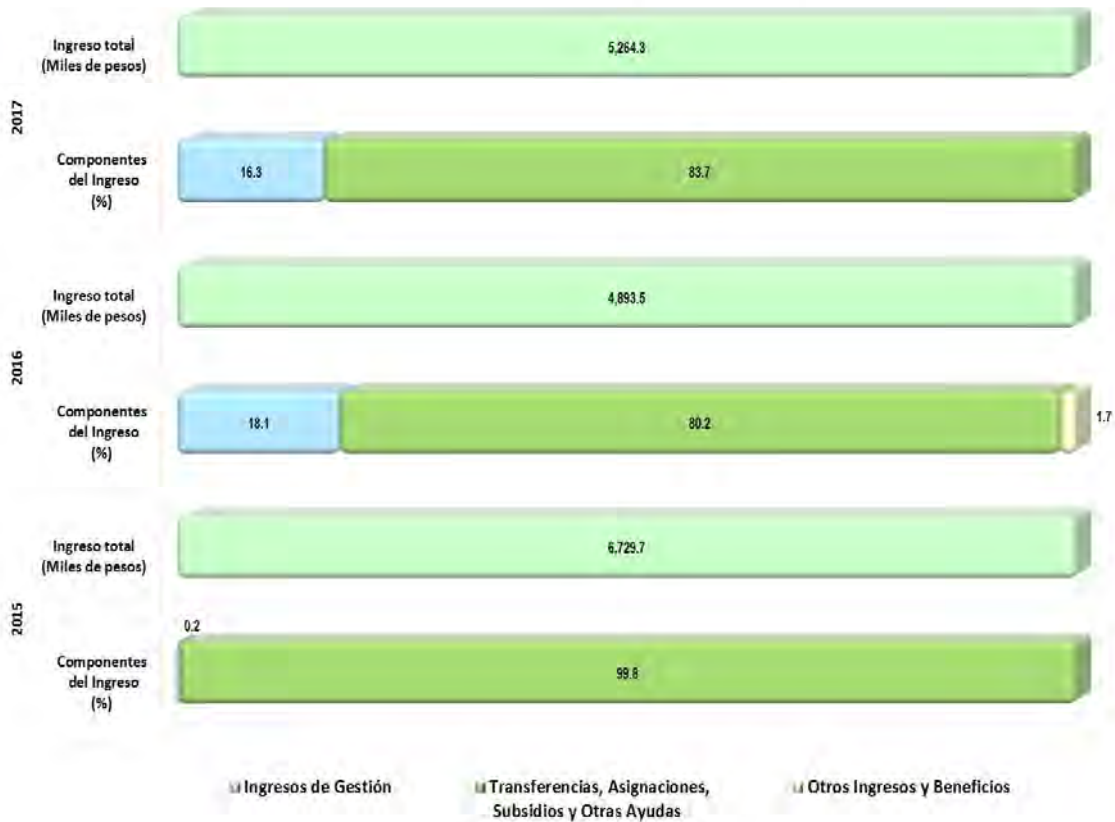 2017
Ingreso total
(Miles de pesos)
5,264.3
Componentes
del Ingreso
(%)
16.3
83.7
2016
Ingreso total
(Miles de pesos)
4,893.5
Componentes
del Ingreso
(%)
18.1
80.2
1.7
2015
Ingreso total
(Miles de pesos)
6,729.7
Componentes
del Ingreso
(%)
0.2
99.8
Ingresos de Gestión
Transferencias, Asignaciones,
Subsidios y Otras Ayudas
Otros Ingresos y Beneficios